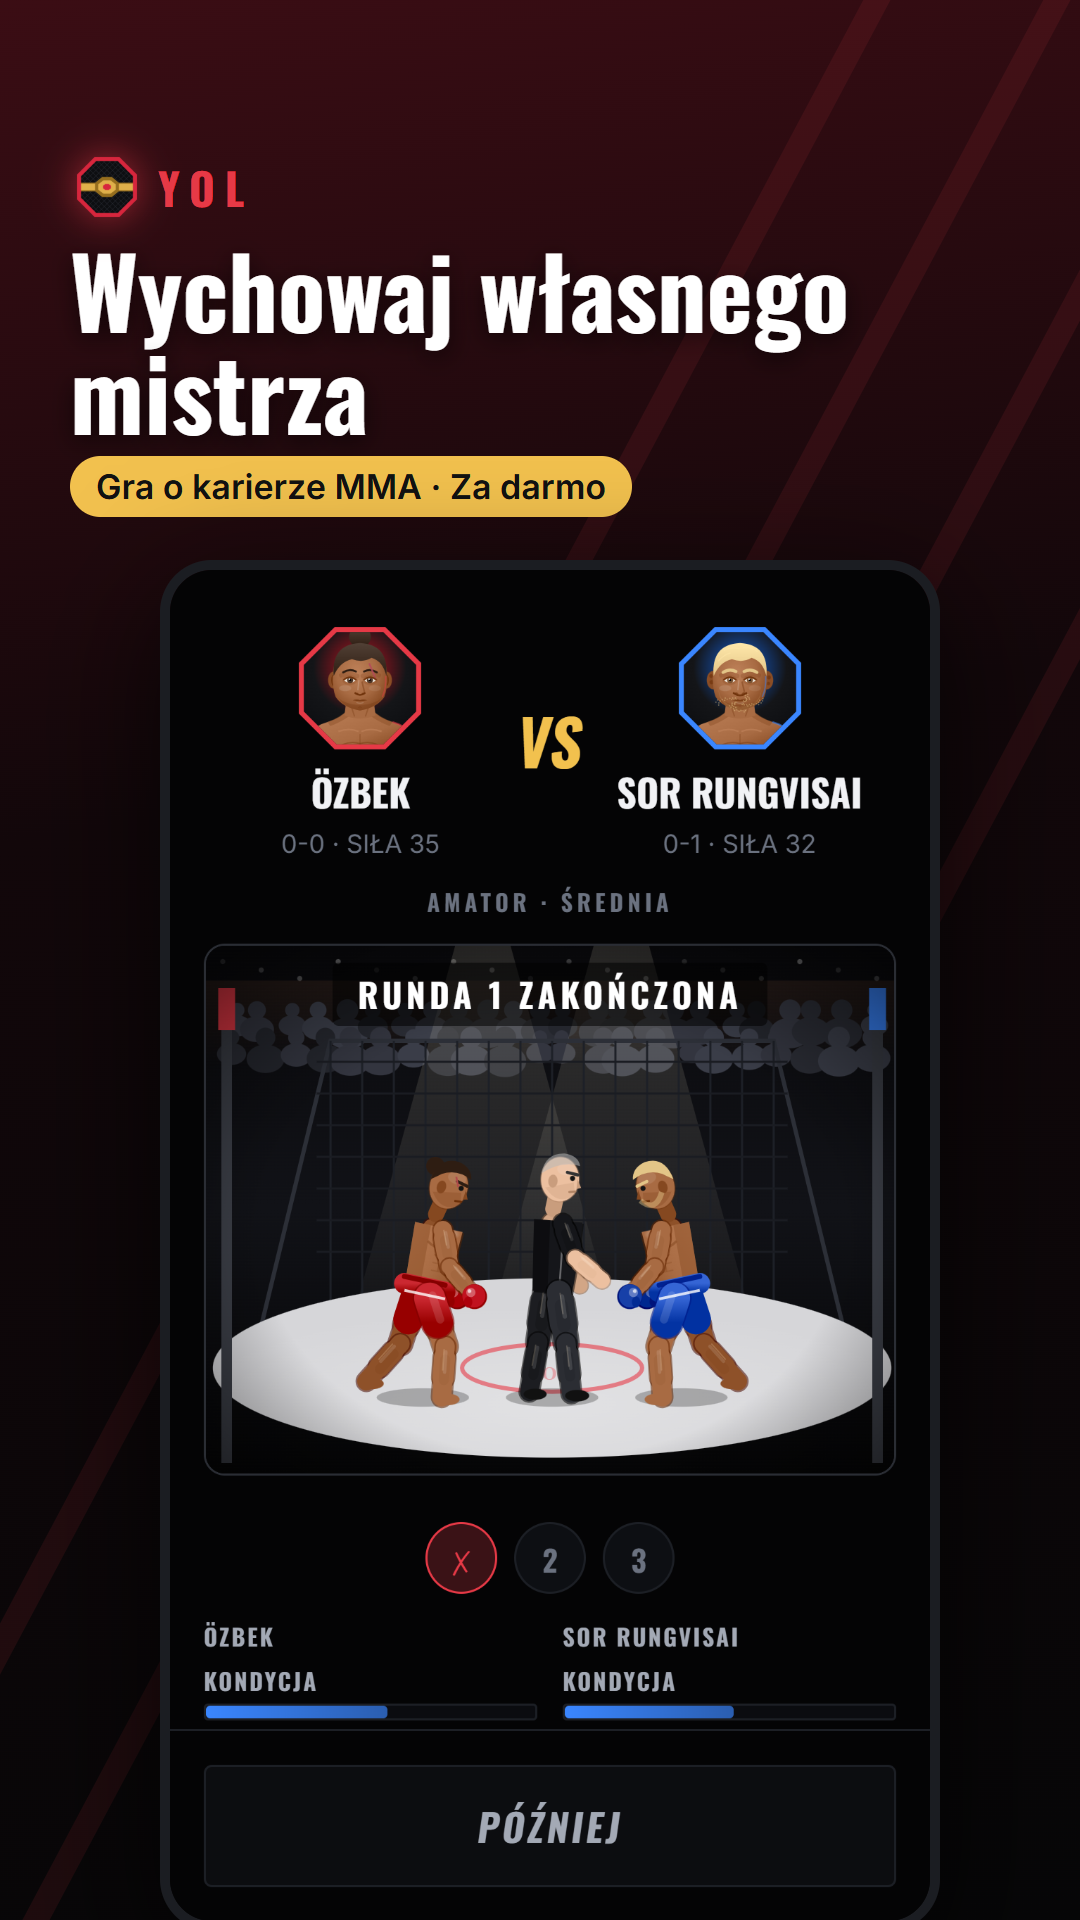 YOL
Wychowaj własnego
mistrza
Gra o karierze MMA · Za darmo
VS
ÖZBEK
SOR RUNGVISAI
0-0 · SIŁA 35
0-1 · SIŁA 32
AMATOR · ŚREDNIA
RUNDA 1 ZAKOŃCZONA
X 2 3
ÖZBEK
SOR RUNGVISAI
KONDYCJA
KONDYCJA
PÓŹNIEJ